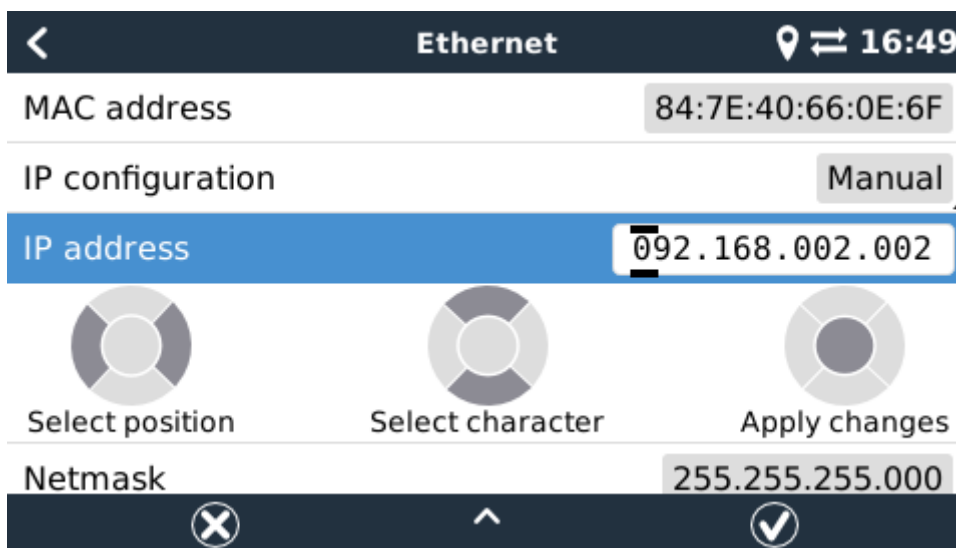 Ethernet 16:49
MAC address 84:7E:40:66:0E:6F
IP configuration Manual
IP address 092.168.002.002
Select position Select character Apply changes
Netmask 255.255.255.000